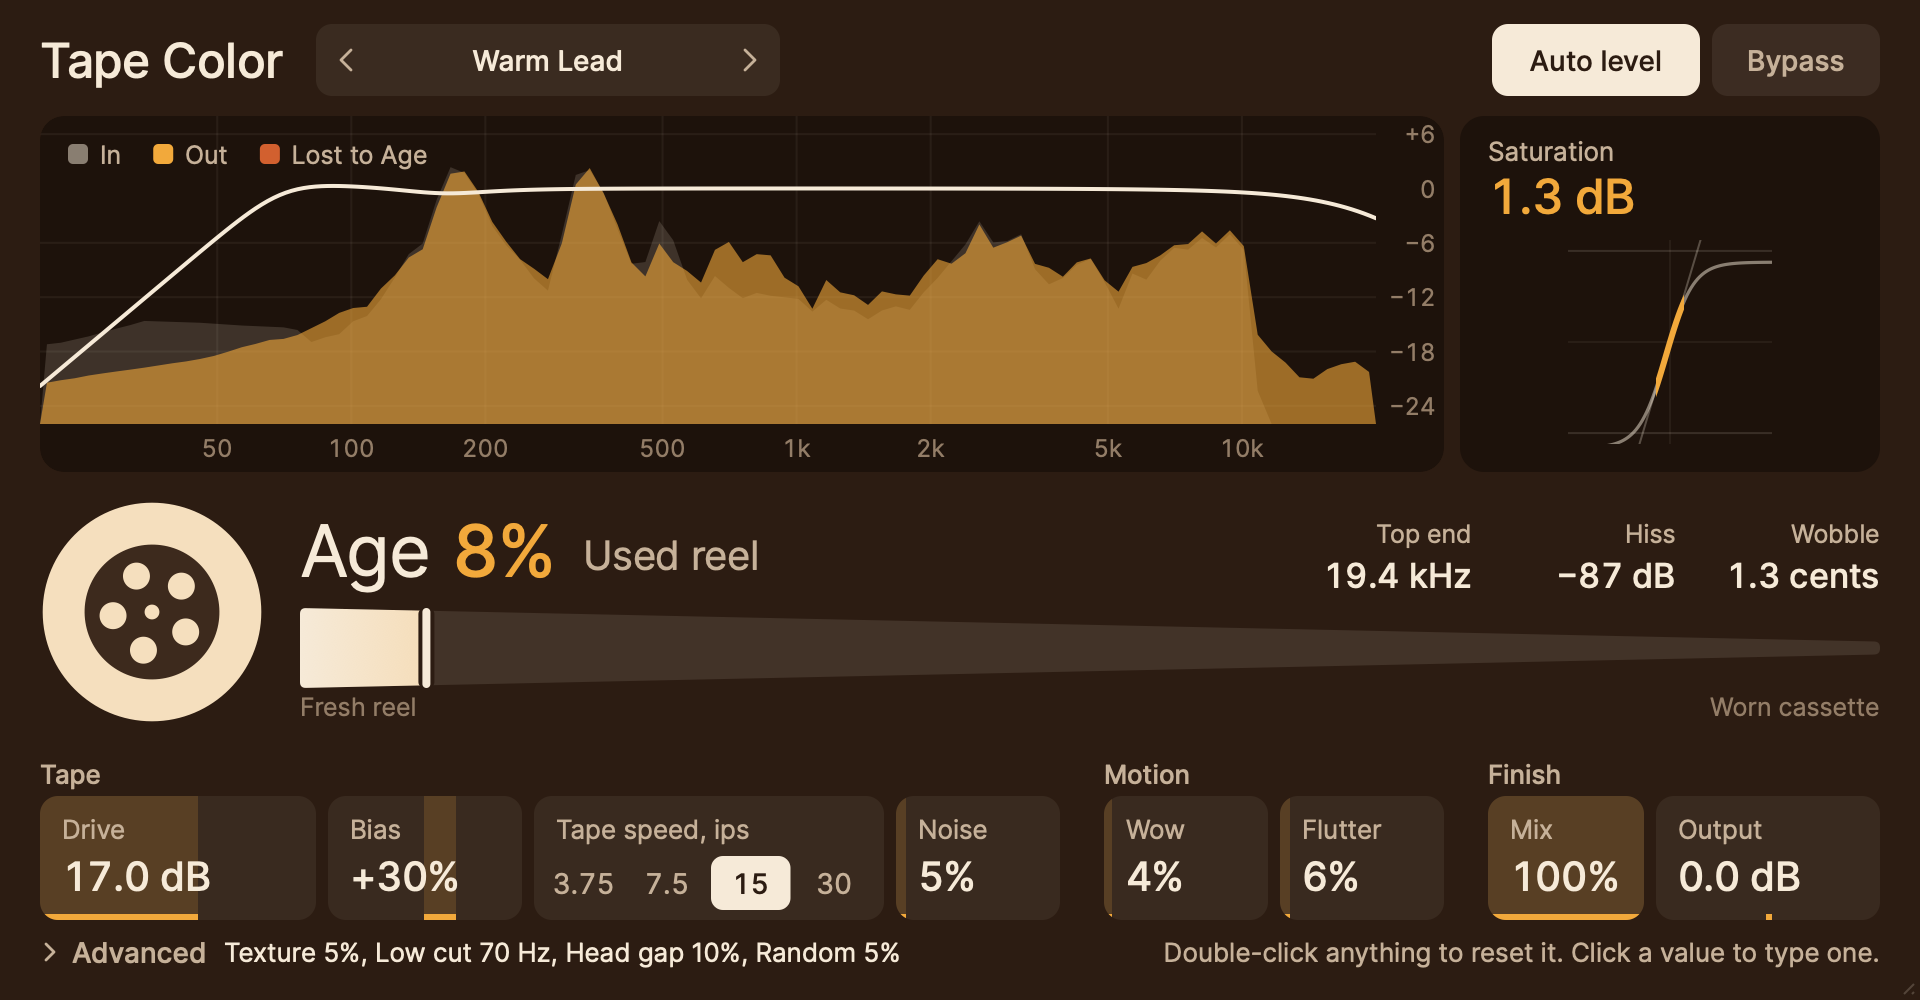 Tape Color
Warm Lead
Auto level
Bypass
In
Out
Lost to Age
+6
0
−6
−12
−18
−24
50
100
200
500
1k
2k
5k
10k
Saturation
1.3 dB
Age 8% Used reel
Top end
19.4 kHz
Hiss
−87 dB
Wobble
1.3 cents
Fresh reel
Worn cassette
Tape
Drive
17.0 dB
Bias
+30%
Tape speed, ips
3.75 7.5 15 30
Noise
5%
Motion
Wow
4%
Flutter
6%
Finish
Mix
100%
Output
0.0 dB
Advanced Texture 5%, Low cut 70 Hz, Head gap 10%, Random 5%
Double-click anything to reset it. Click a value to type one.